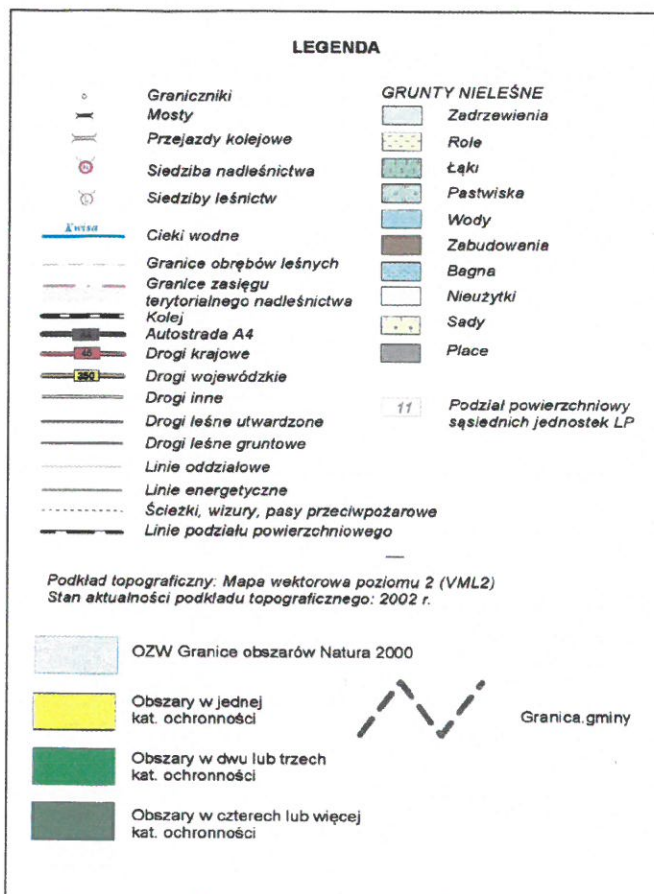 LEGENDA
Graniczniki
Mosty
Przejazdy kolejowe
Siedziba nadleśnictwa
Siedziby leśnictw
Kwisa
Cieki wodne
Granice obrębów leśnych
Granice zasięgu
terytorialnego nadleśnictwa
Kolej
Autostrada A4
Drogi krajowe
350
Drogi wojewódzkie
Drogi inne
Drogi leśne utwardzone
Drogi leśne gruntowe
Linie oddziałowe
Linie energetyczne
Ścieżki, wizury, pasy przeciwpożarowe
Linie podziału powierzchniowego
GRUNTY NIELEŚNE
Zadrzewienia
Role
Łąki
Pastwiska
Wody
Zabudowania
Bagna
Nieużytki
Sady
Place
11
Podział powierzchniowy
sąsiednich jednostek LP
Podkład topograficzny: Mapa wektorowa poziomu 2 (VML2)
Stan aktualności podkładu topograficznego: 2002 r.
OZW Granice obszarów Natura 2000
Obszary w jednej
kat. ochronności
Obszary w dwu lub trzech
kat. ochronności
Obszary w czterech lub więcej
kat. ochronności
Granica.gminy